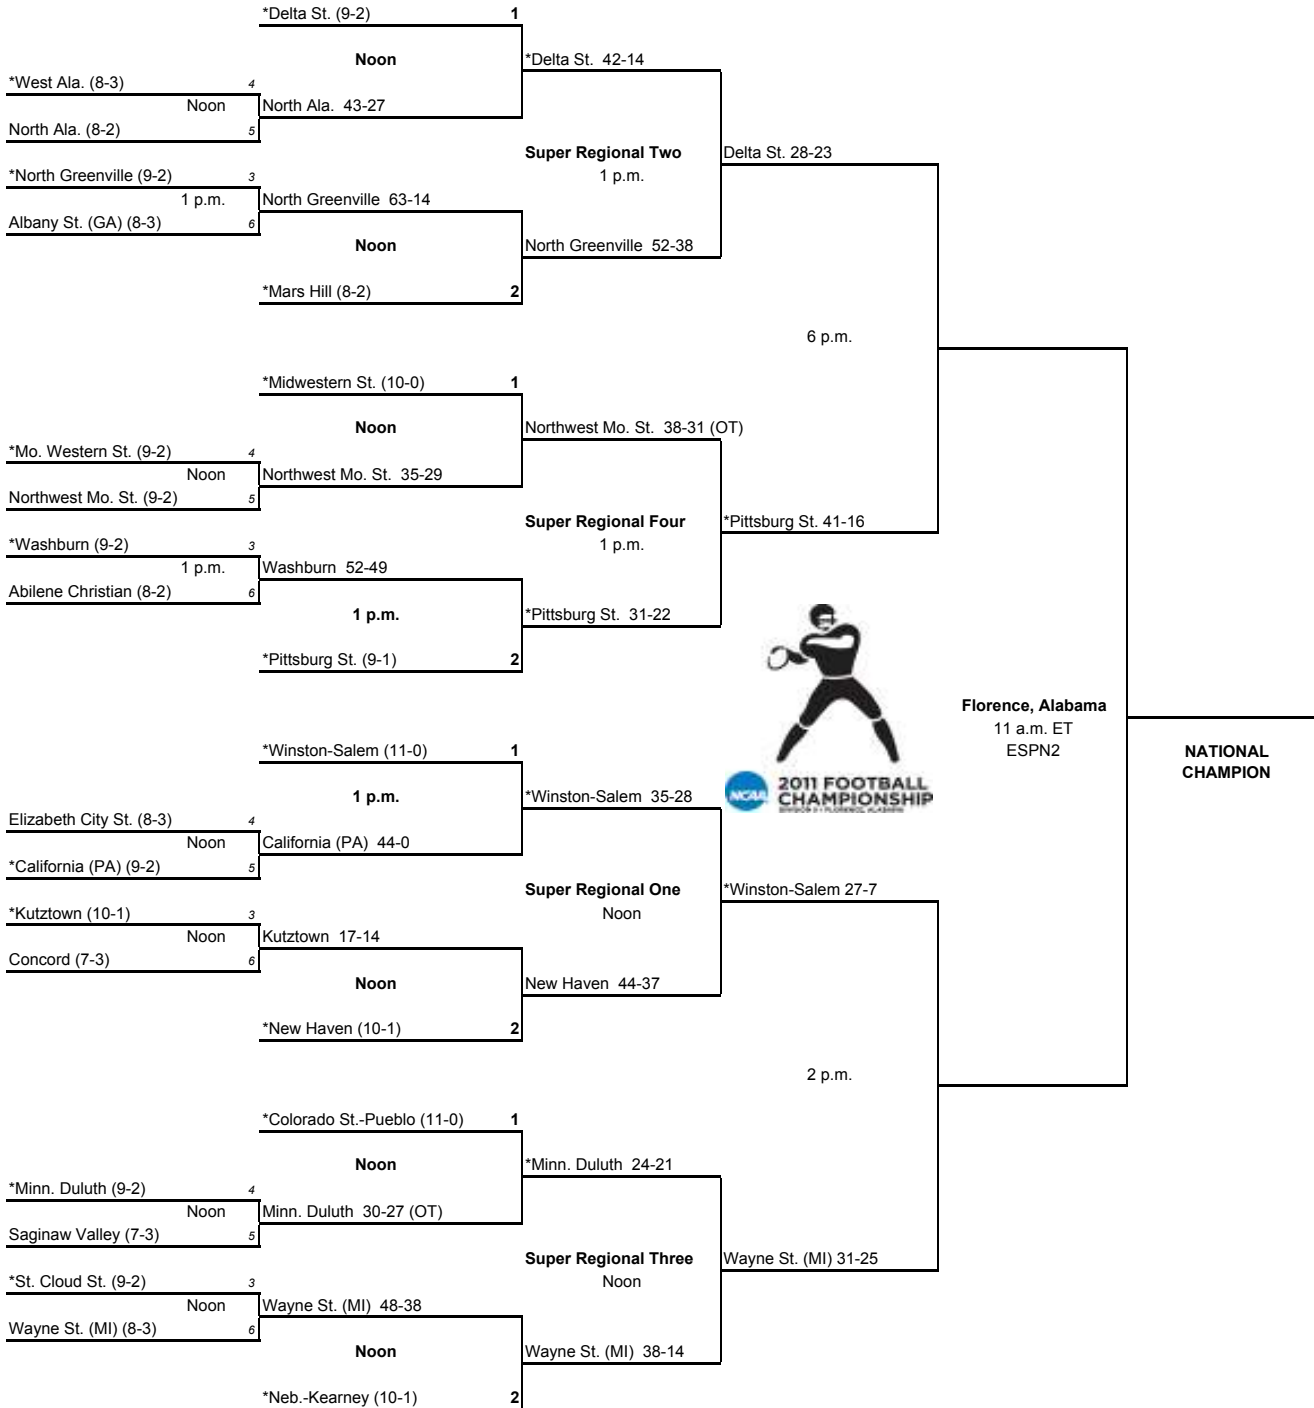 *Delta St. (9-2) 1
Noon
*Delta St. 42-14
*West Ala. (8-3) 4
Noon
North Ala. 43-27
North Ala. (8-2) 5
Super Regional Two
1 p.m.
Delta St. 28-23
*North Greenville (9-2) 3
1 p.m.
North Greenville 63-14
Albany St. (GA) (8-3) 6
Noon
North Greenville 52-38
*Mars Hill (8-2) 2
6 p.m.
*Midwestern St. (10-0) 1
Noon
Northwest Mo. St. 38-31 (OT)
*Mo. Western St. (9-2) 4
Noon
Northwest Mo. St. 35-29
Northwest Mo. St. (9-2) 5
Super Regional Four
1 p.m.
*Pittsburg St. 41-16
*Washburn (9-2) 3
1 p.m.
Washburn 52-49
Abilene Christian (8-2) 6
1 p.m.
*Pittsburg St. 31-22
*Pittsburg St. (9-1) 2
Florence, Alabama
11 a.m. ET
ESPN2
NATIONAL
CHAMPION
NCAA
2011 FOOTBALL
CHAMPIONSHIP
DIVISION II • FLORENCE, ALABAMA
*Winston-Salem (11-0) 1
1 p.m.
*Winston-Salem 35-28
Elizabeth City St. (8-3) 4
Noon
California (PA) 44-0
*California (PA) (9-2) 5
Super Regional One
Noon
*Winston-Salem 27-7
*Kutztown (10-1) 3
Noon
Kutztown 17-14
Concord (7-3) 6
Noon
New Haven 44-37
*New Haven (10-1) 2
2 p.m.
*Colorado St.-Pueblo (11-0) 1
Noon
*Minn. Duluth 24-21
*Minn. Duluth (9-2) 4
Noon
Minn. Duluth 30-27 (OT)
Saginaw Valley (7-3) 5
Super Regional Three
Noon
Wayne St. (MI) 31-25
*St. Cloud St. (9-2) 3
Noon
Wayne St. (MI) 48-38
Wayne St. (MI) (8-3) 6
Noon
Wayne St. (MI) 38-14
*Neb.-Kearney (10-1) 2